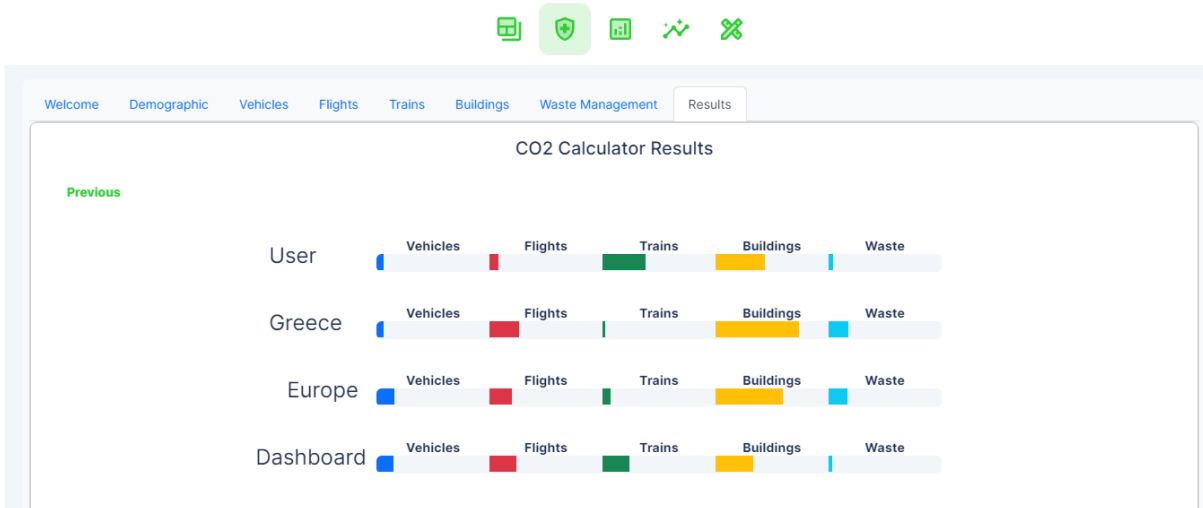 Welcome Demographic Vehicles Flights Trains Buildings Waste Management Results
CO2 Calculator Results
Previous
Vehicles Flights Trains Buildings Waste
User
Vehicles Flights Trains Buildings Waste
Greece
Vehicles Flights Trains Buildings Waste
Europe
Vehicles Flights Trains Buildings Waste
Dashboard